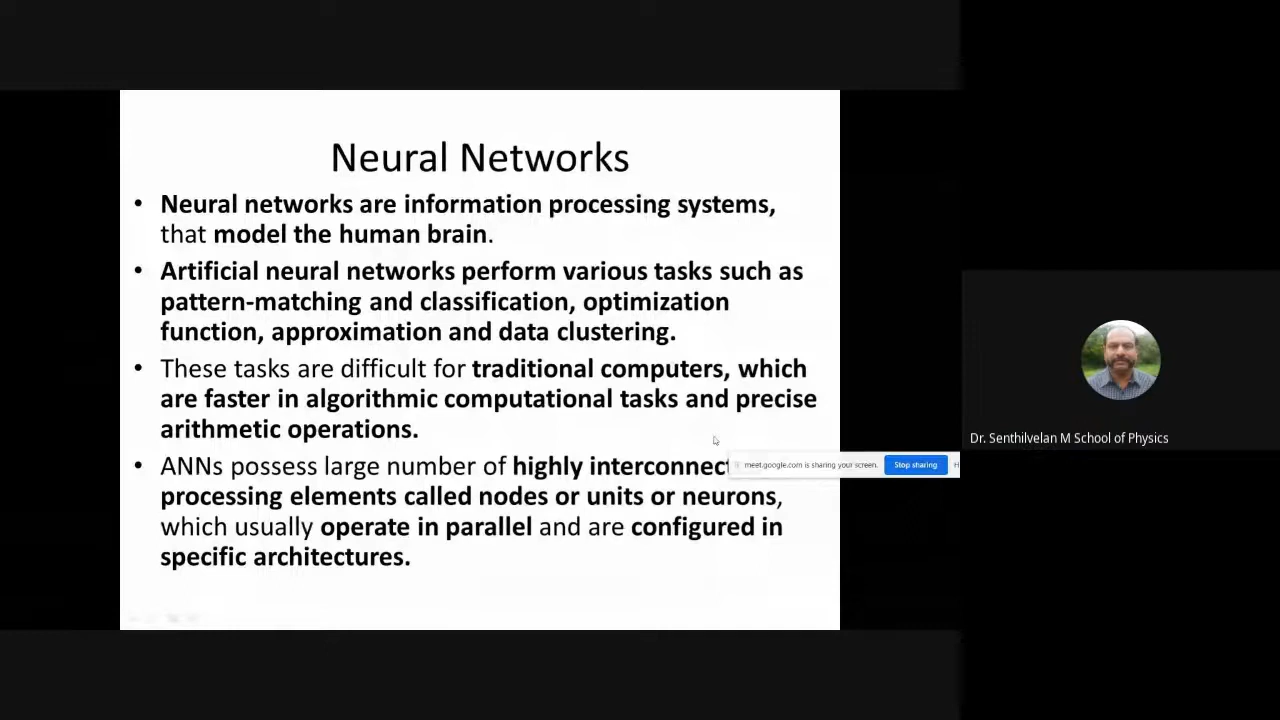 Neural Networks
• Neural networks are information processing systems,
that model the human brain.
• Artificial neural networks perform various tasks such as
pattern-matching and classification, optimization
function, approximation and data clustering.
• These tasks are difficult for traditional computers, which
are faster in algorithmic computational tasks and precise
arithmetic operations.
• ANNs possess large number of highly interconnect
processing elements called nodes or units or neurons,
which usually operate in parallel and are configured in
specific architectures.
meet.google.com is sharing your screen. Stop sharing H
Dr. Senthilvelan M School of Physics